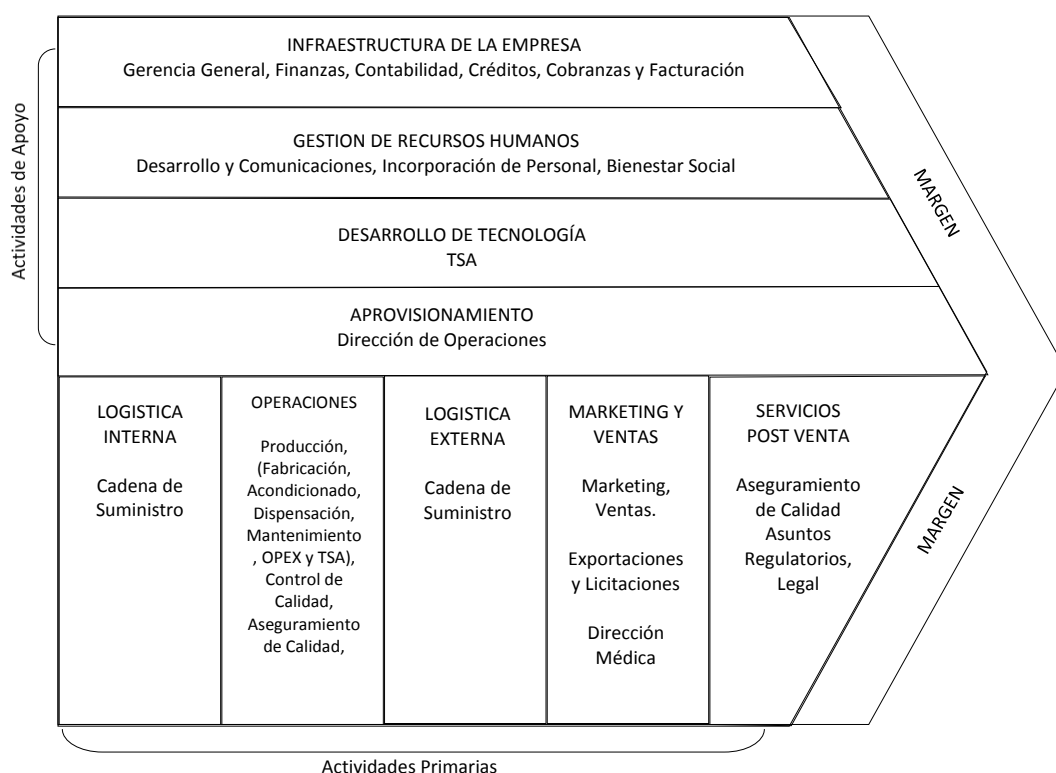 INFRAESTRUCTURA DE LA EMPRESA
Gerencia General, Finanzas, Contabilidad, Créditos, Cobranzas y Facturación
GESTION DE RECURSOS HUMANOS
Desarrollo y Comunicaciones, Incorporación de Personal, Bienestar Social
DESARROLLO DE TECNOLOGÍA
TSA
APROVISIONAMIENTO
Dirección de Operaciones
Actividades de Apoyo
MARGEN
LOGISTICA
INTERNA
Cadena de
Suministro
OPERACIONES
Producción,
(Fabricación,
Acondicionado,
Dispensación,
Mantenimiento
, OPEX y TSA),
Control de
Calidad,
Aseguramiento
de Calidad,
LOGISTICA
EXTERNA
Cadena de
Suministro
MARKETING Y
VENTAS
Marketing,
Ventas.
Exportaciones
y Licitaciones
Dirección
Médica
SERVICIOS
POST VENTA
Aseguramiento
de Calidad
Asuntos
Regulatorios,
Legal
MARGEN
Actividades Primarias